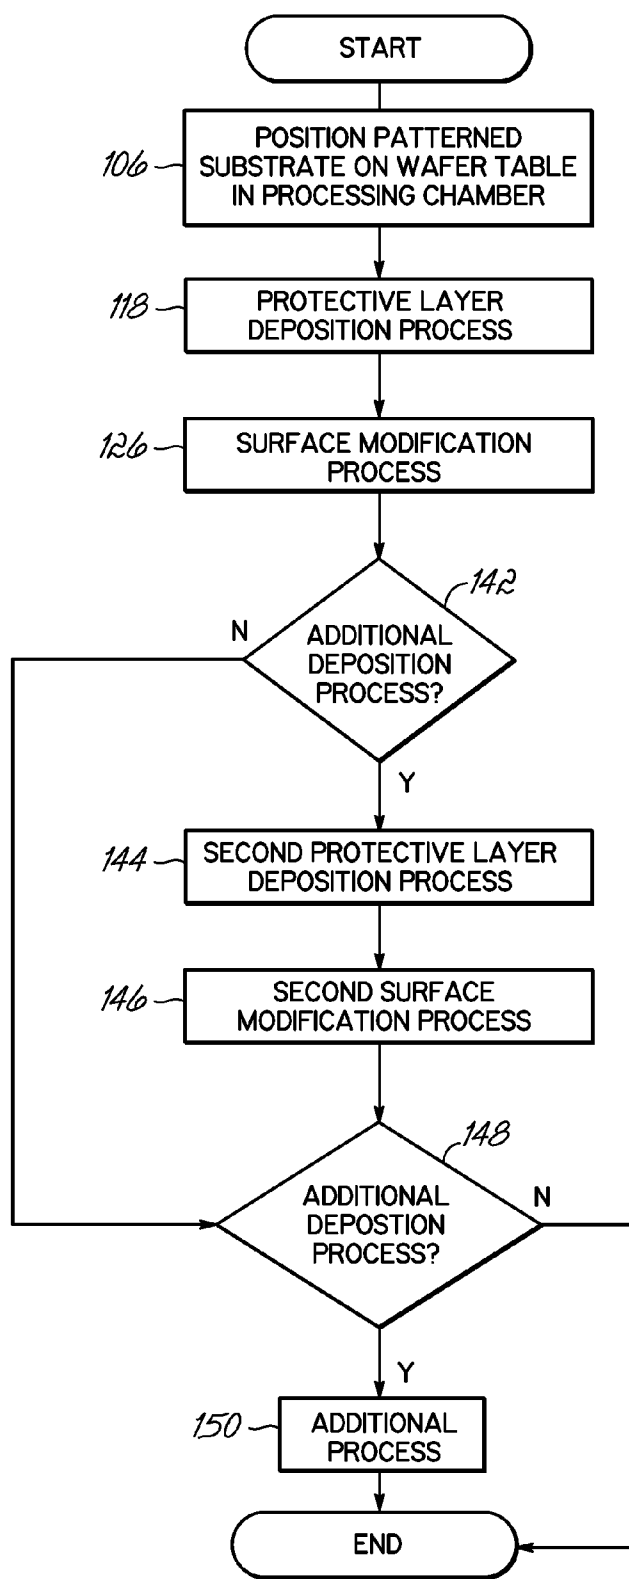 START
106
POSITION PATTERNED
SUBSTRATE ON WAFER TABLE
IN PROCESSING CHAMBER
118
PROTECTIVE LAYER
DEPOSITION PROCESS
126
SURFACE MODIFICATION
PROCESS
142
N
ADDITIONAL
DEPOSITION
PROCESS?
Y
144
SECOND PROTECTIVE LAYER
DEPOSITION PROCESS
146
SECOND SURFACE
MODIFICATION PROCESS
148
ADDITIONAL
DEPOSTION
PROCESS?
N
Y
150
ADDITIONAL
PROCESS
END